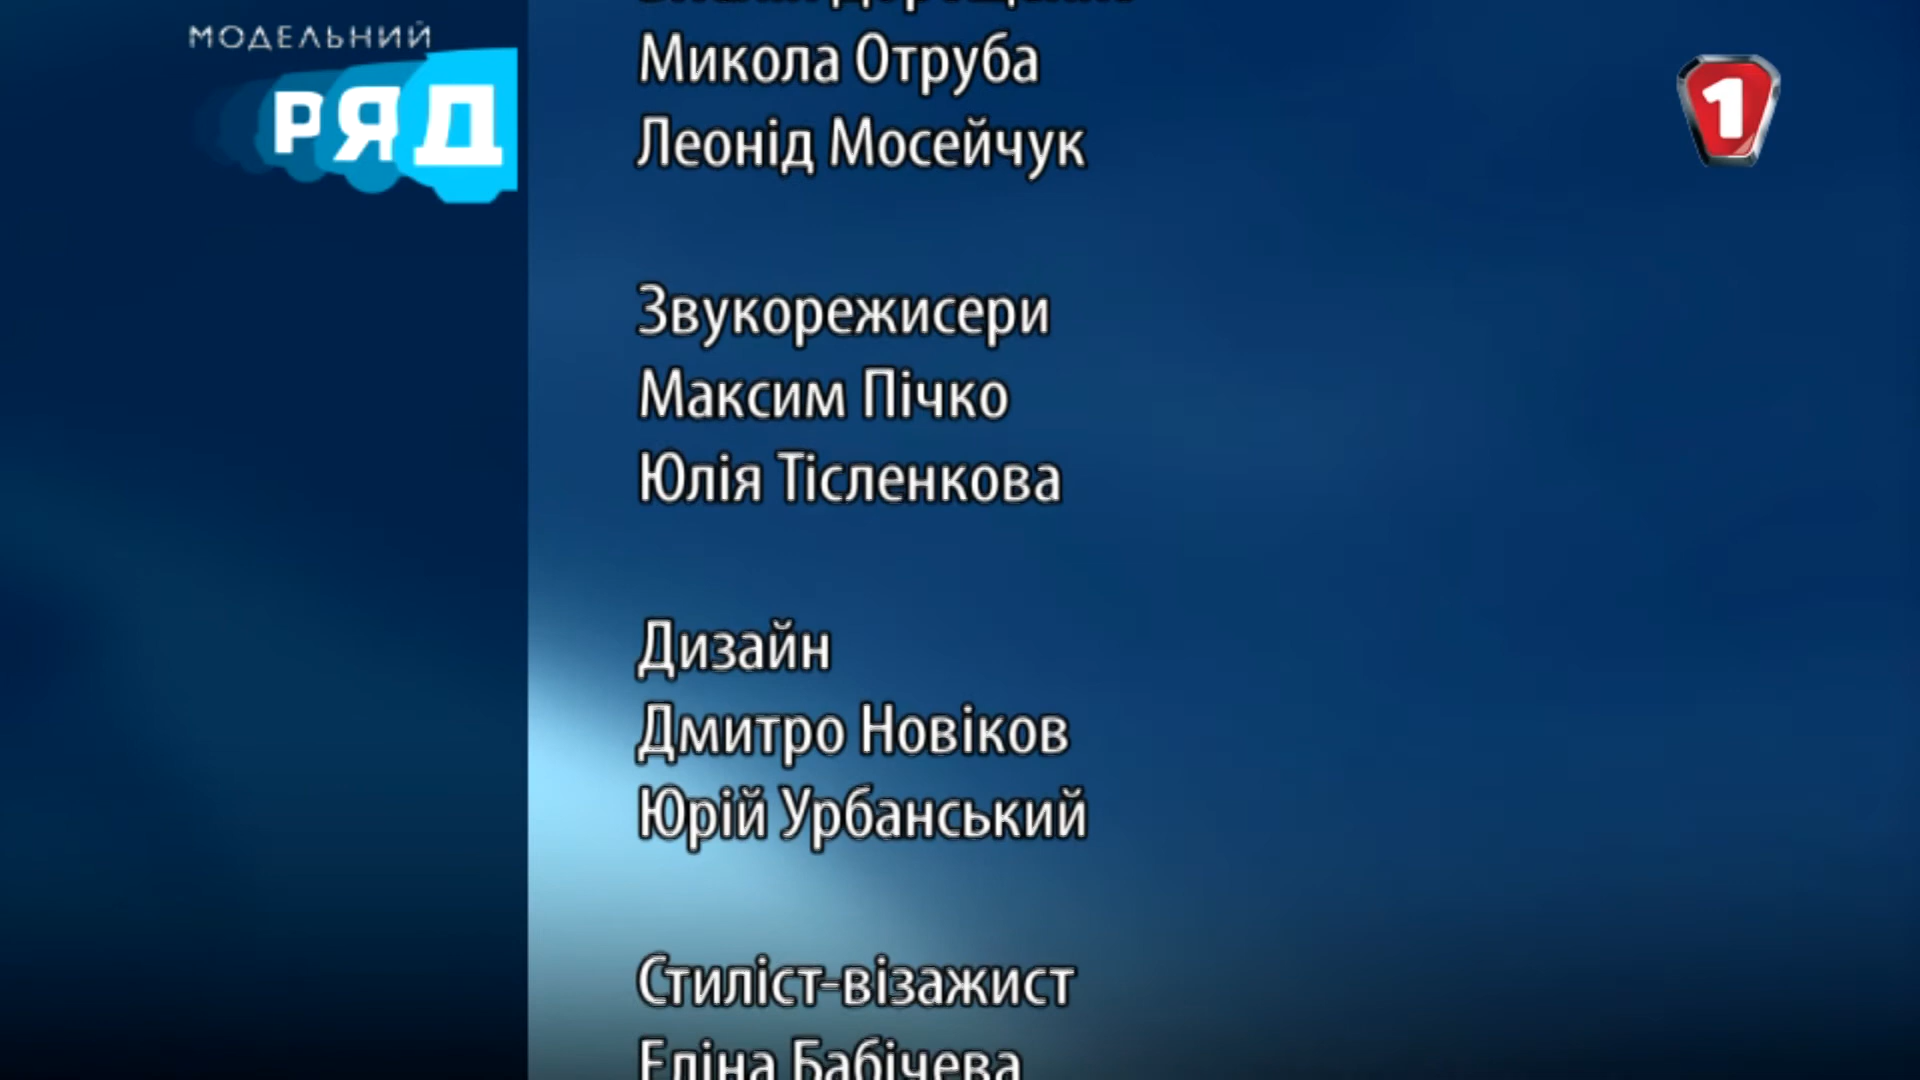 МОДЕЛЬНИЙ
РЯД
1
Микола Отруба
Леонід Мосейчук
Звукорежисери
Максим Пічко
Юлія Тісленкова
Дизайн
Дмитро Новіков
Юрій Урбанський
Стиліст-візажист
Еліна Бабічева